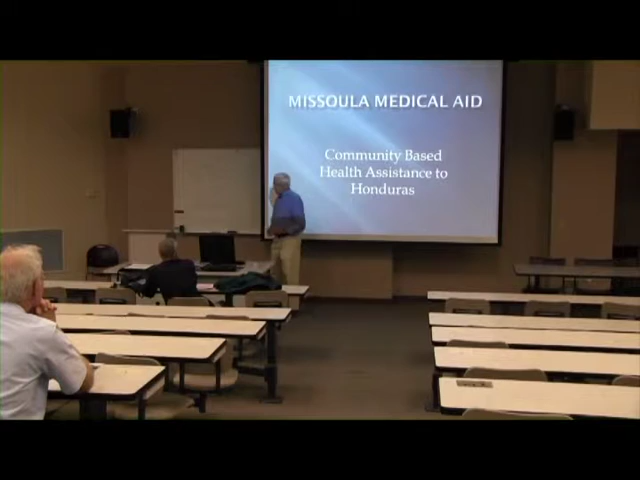 MISSOULA MEDICAL AID
Community Based
Health Assistance to
Honduras